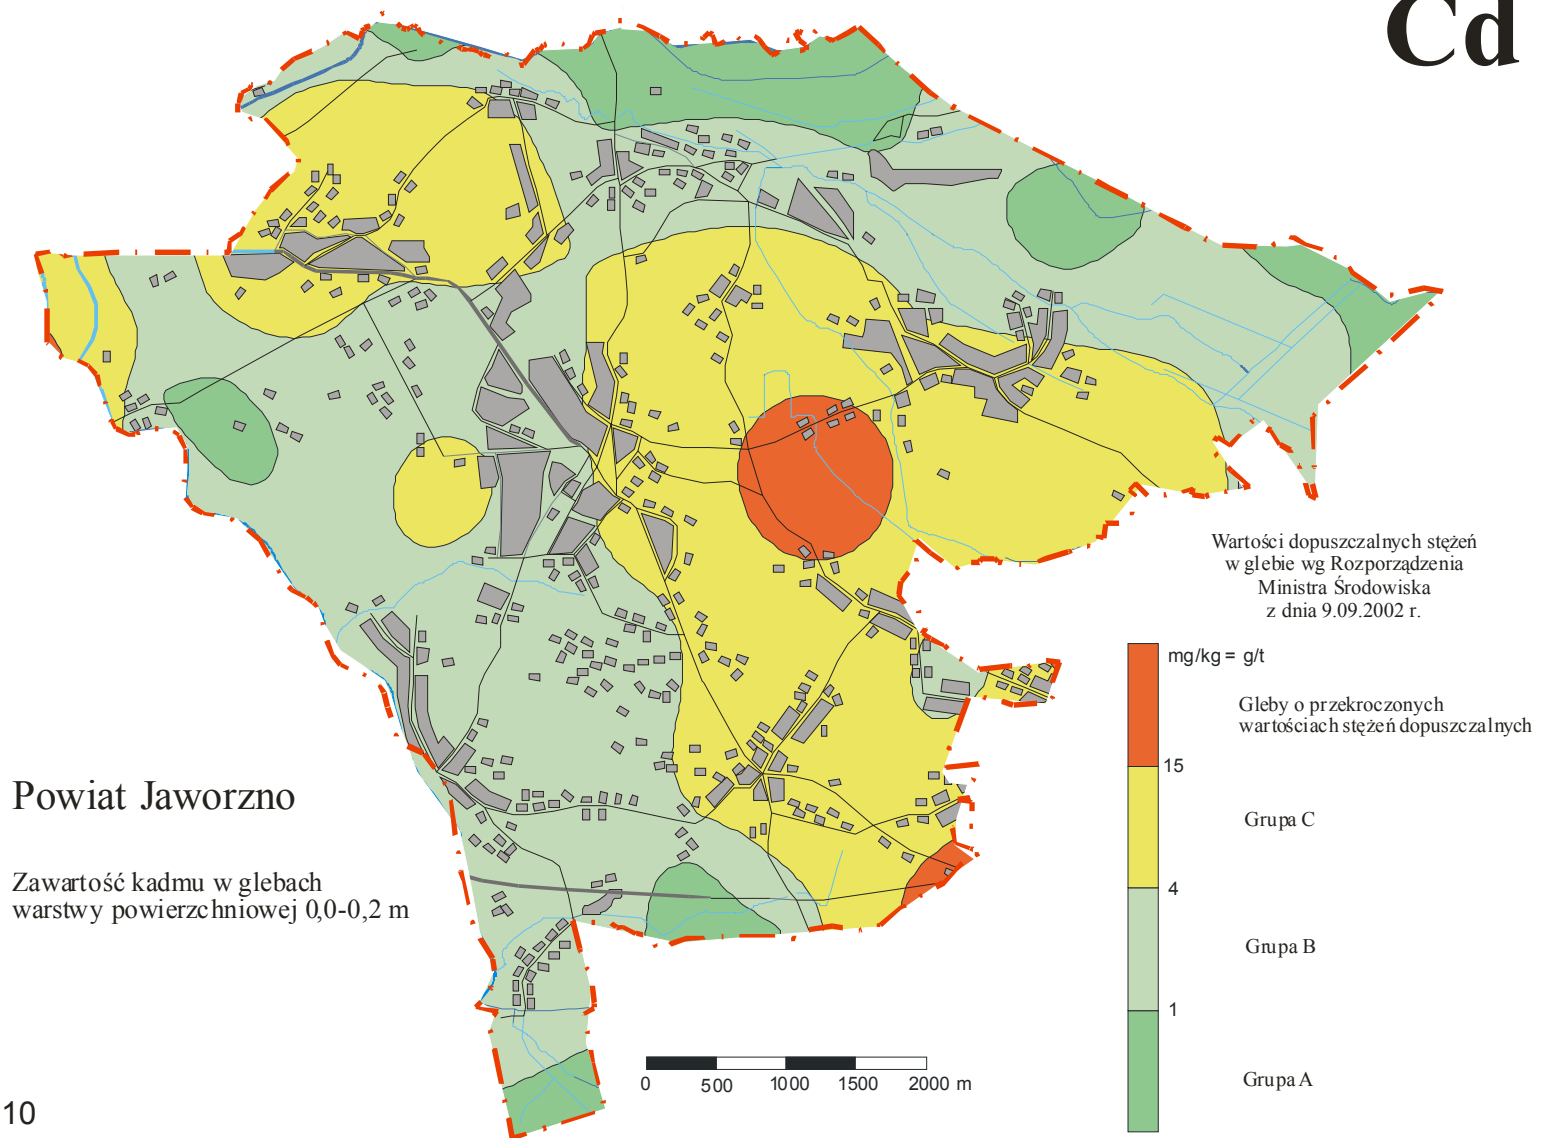 Cd
Wartości dopuszczalnych stężeń
w glebie wg Rozporządzenia
Ministra Środowiska
z dnia 9.09.2002 r.
mg/kg = g/t
Gleby o przekroczonych
wartościach stężeń dopuszczalnych
15
Grupa C
4
Grupa B
1
Grupa A
Powiat Jaworzno
Zawartość kadmu w glebach
warstwy powierzchniowej 0,0-0,2 m
0 500 1000 1500 2000 m
10